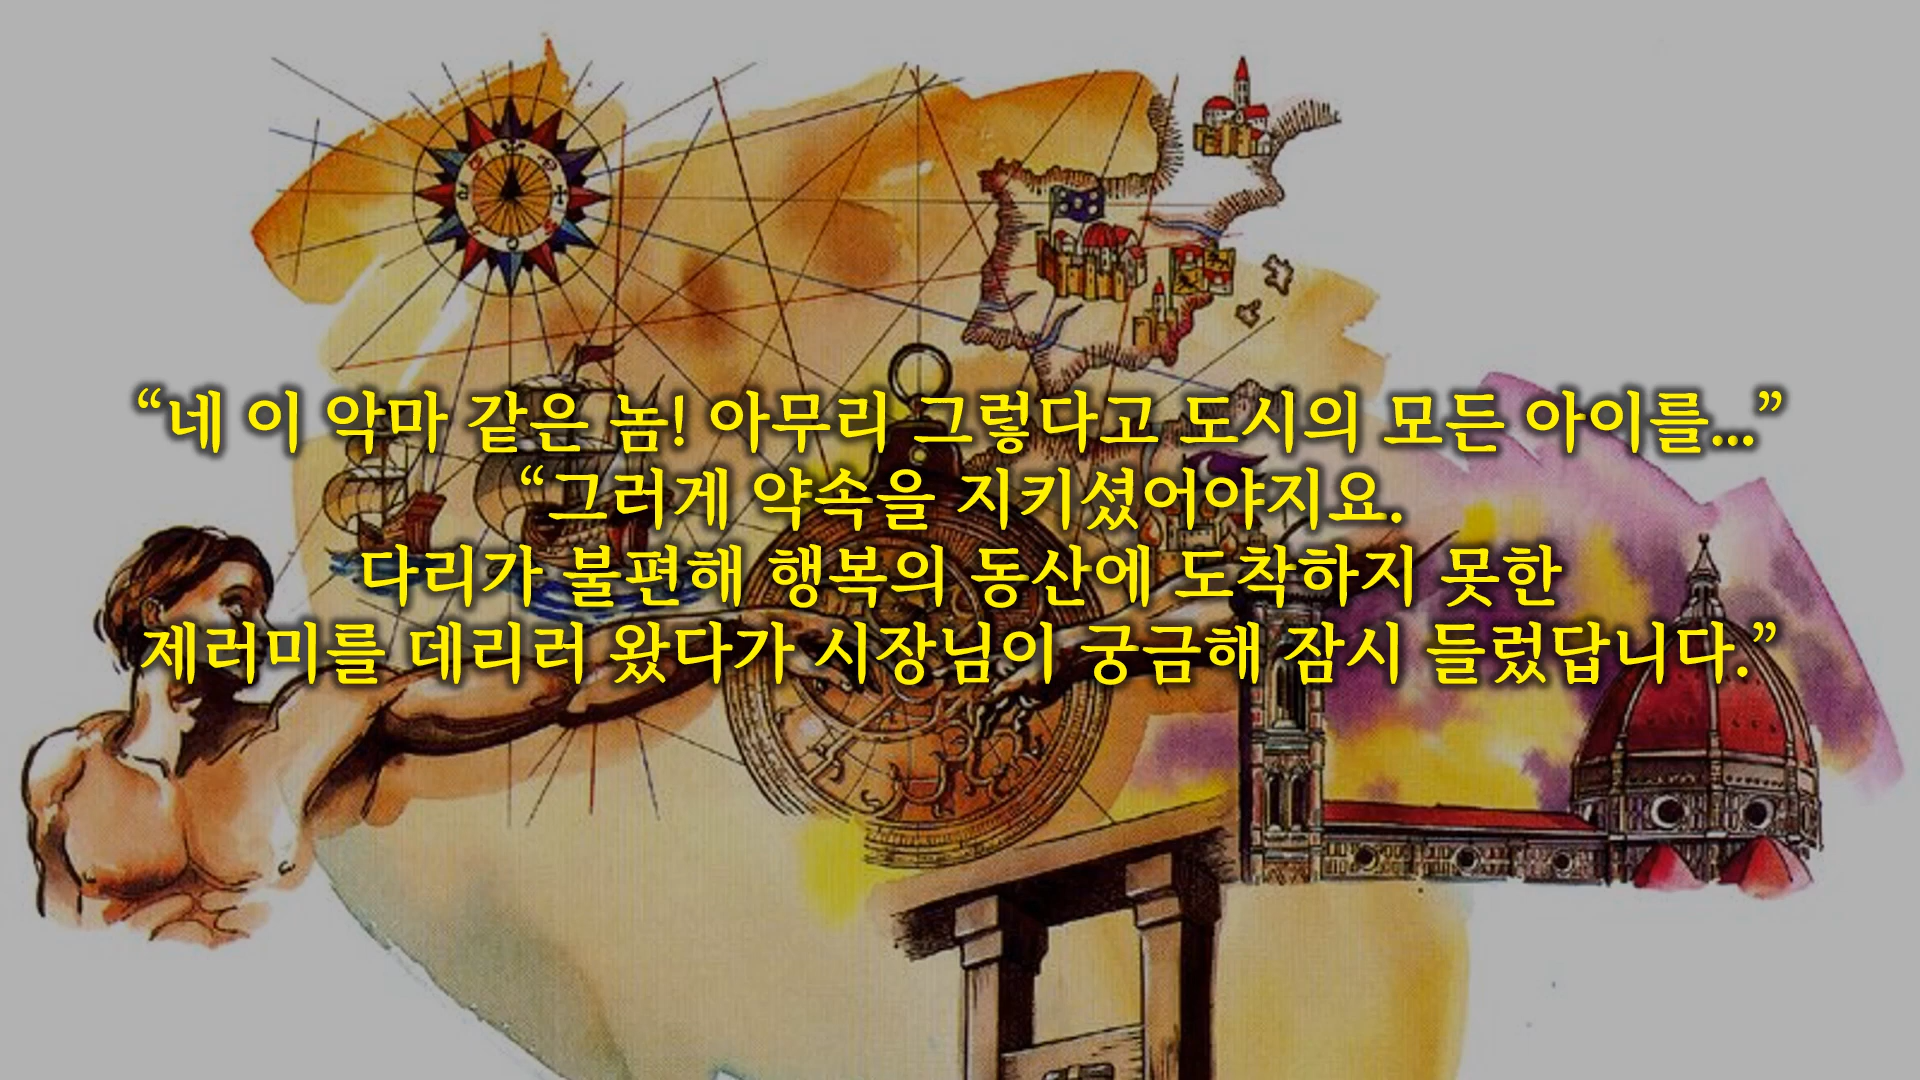 “네 이 악마 같은 놈! 아무리 그렇다고 도시의 모든 아이를...”
“그러게 약속을 지키셨어야지요.
다리가 불편해 행복의 동산에 도착하지 못한
제러미를 데리러 왔다가 시장님이 궁금해 잠시 들렀답니다.”